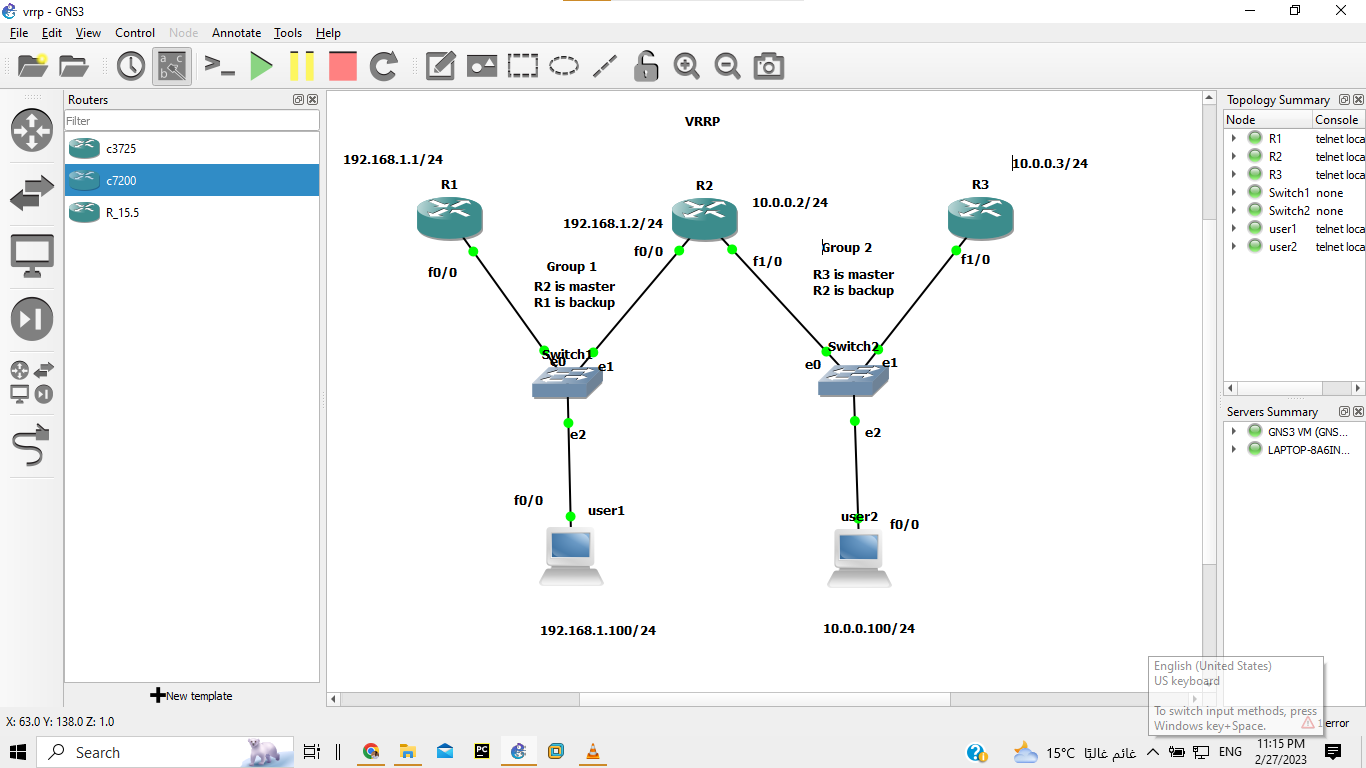 vrrp - GNS3
File Edit View Control Node Annotate Tools Help
Routers
Filter
c3725
c7200
R_15.5
New template
VRRP
192.168.1.1/24
10.0.0.3/24
R1
R2
R3
10.0.0.2/24
192.168.1.2/24
f0/0
f1/0
f1/0
f0/0
Group 1
R2 is master
R1 is backup
Group 2
R3 is master
R2 is backup
Switch1
e0
e1
Switch2
e0
e1
e2
e2
f0/0
user1
user2
f0/0
192.168.1.100/24
10.0.0.100/24
Topology Summary
Node Console
R1 telnet loca
R2 telnet loca
R3 telnet loca
Switch1 none
Switch2 none
user1 telnet loca
user2 telnet loca
Servers Summary
GNS3 VM (GNS...
LAPTOP-8A6IN...
English (United States)
US keyboard
To switch input methods, press
Windows key+Space.
X: 63.0 Y: 138.0 Z: 1.0
1 error
Search
PC
15°C غائم غالبًا
ENG
11:15 PM
2/27/2023